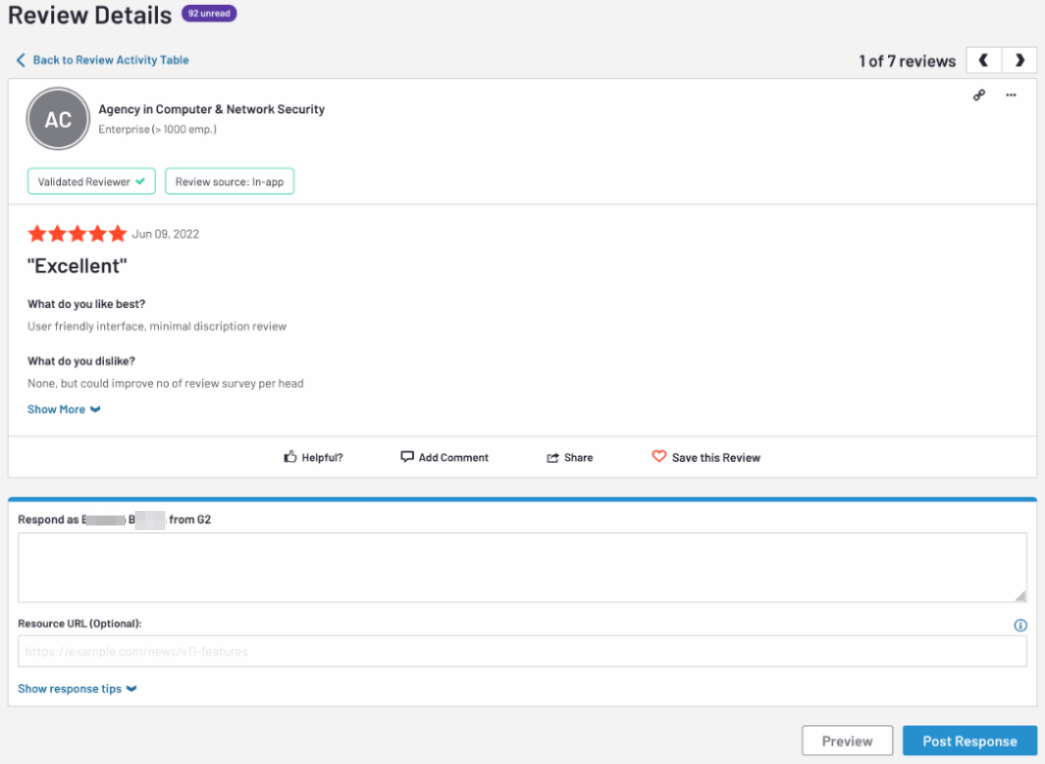 Review Details 92 unread
Back to Review Activity Table 1 of 7 reviews
AC Agency in Computer & Network Security
Enterprise (> 1000 emp.)
Validated Reviewer Review source: In-app
Jun 09, 2022
"Excellent"
What do you like best?
User friendly interface, minimal discription review
What do you dislike?
None, but could improve no of review survey per head
Show More
Helpful? Add Comment Share Save this Review
Respond as B from G2
Resource URL (Optional):
https://example.com/news/v11-features
Show response tips
Preview Post Response